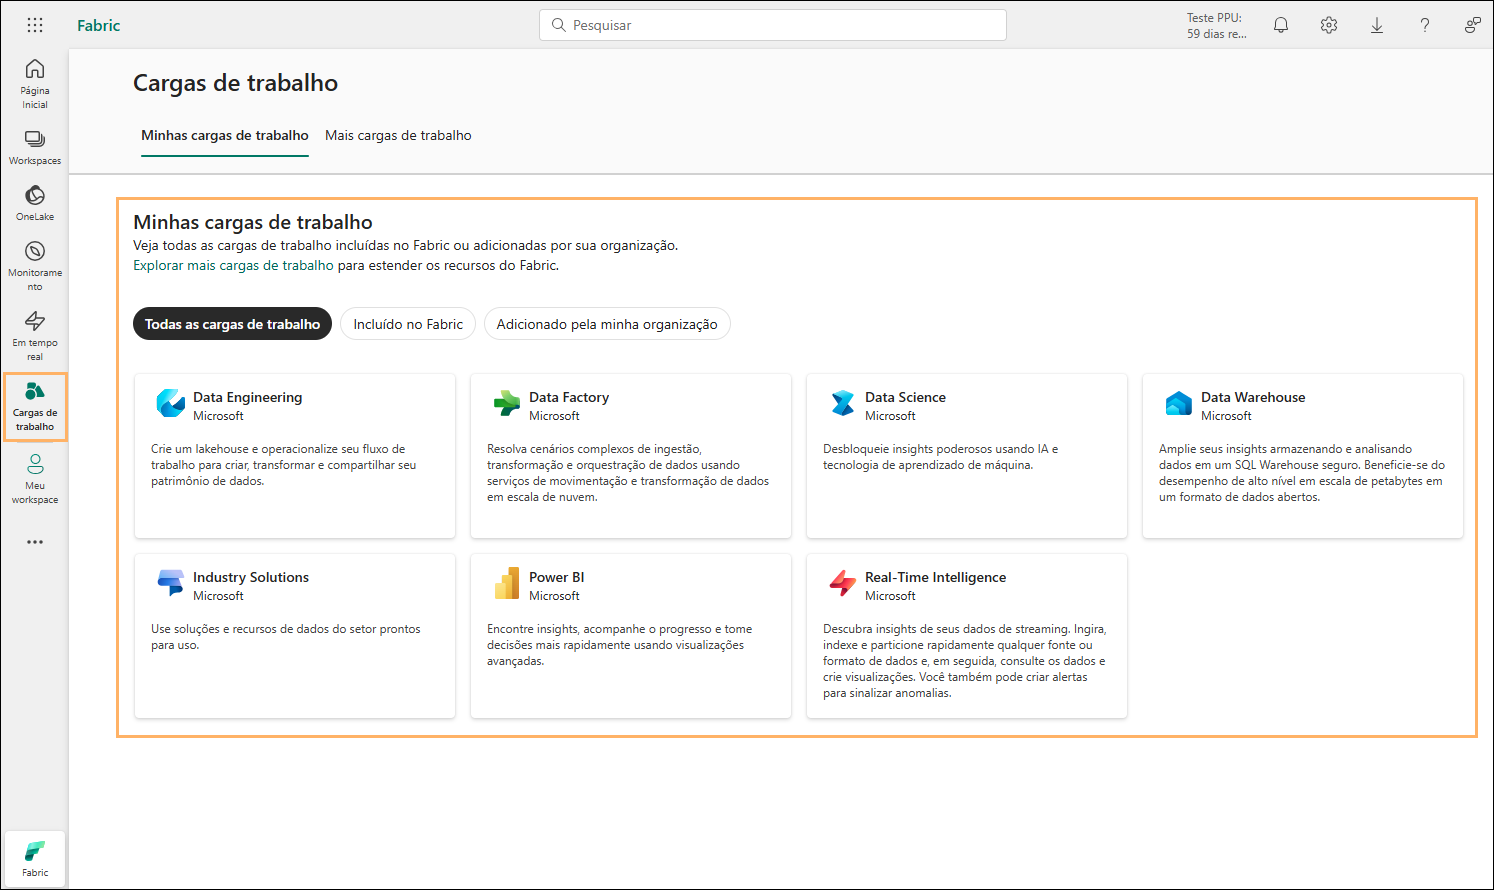 Fabric
Pesquisar
Teste PPU:
59 dias re...
Página
Inicial
Workspaces
OneLake
Monitorame
nto
Em tempo
real
Cargas de
trabalho
Meu
workspace
Fabric
Cargas de trabalho
Minhas cargas de trabalho
Mais cargas de trabalho
Minhas cargas de trabalho
Veja todas as cargas de trabalho incluídas no Fabric ou adicionadas por sua organização.
Explorar mais cargas de trabalho para estender os recursos do Fabric.
Todas as cargas de trabalho
Incluído no Fabric
Adicionado pela minha organização
Data Engineering
Microsoft
Crie um lakehouse e operacionalize seu fluxo de
trabalho para criar, transformar e compartilhar seu
patrimônio de dados.
Data Factory
Microsoft
Resolva cenários complexos de ingestão,
transformação e orquestração de dados usando
serviços de movimentação e transformação de dados
em escala de nuvem.
Data Science
Microsoft
Desbloqueie insights poderosos usando IA e
tecnologia de aprendizado de máquina.
Data Warehouse
Microsoft
Amplie seus insights armazenando e analisando
dados em um SQL Warehouse seguro. Beneficie-se do
desempenho de alto nível em escala de petabytes em
um formato de dados abertos.
Industry Solutions
Microsoft
Use soluções e recursos de dados do setor prontos
para uso.
Power BI
Microsoft
Encontre insights, acompanhe o progresso e tome
decisões mais rapidamente usando visualizações
avançadas.
Real-Time Intelligence
Microsoft
Descubra insights de seus dados de streaming. Ingira,
indexe e particione rapidamente qualquer fonte ou
formato de dados e, em seguida, consulte os dados e
crie visualizações. Você também pode criar alertas
para sinalizar anomalias.